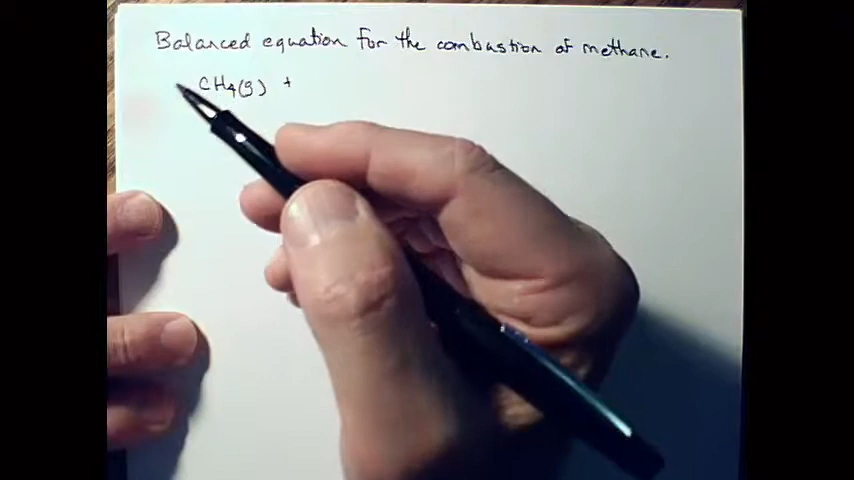 Balanced equation for the combustion of methane.
CH4(g) +